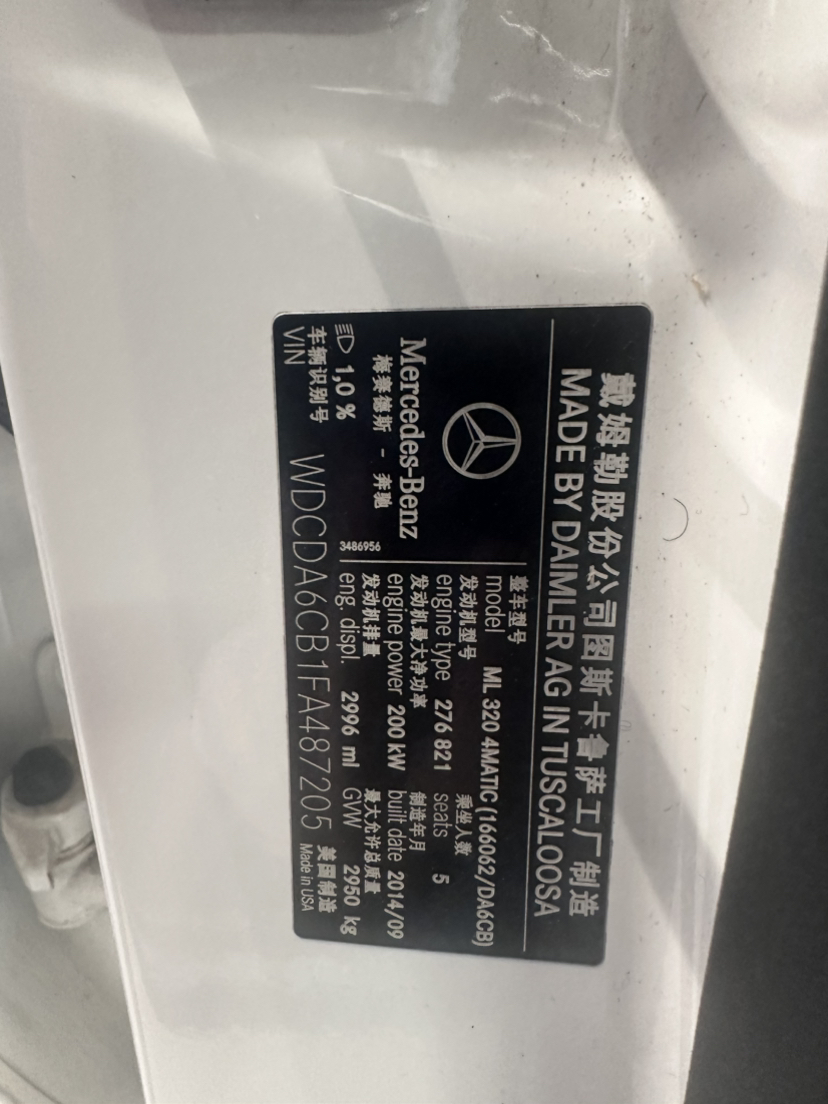 戴姆勒股份公司图斯卡鲁萨工厂制造
MADE BY DAIMLER AG IN TUSCALOOSA
Mercedes-Benz
梅赛德斯 - 奔驰
1,0 %
3486956
整车型号
model ML 320 4MATIC (166062/DA6CB)
发动机型号 乘坐人数
engine type 276 821 seats 5
发动机最大净功率 制造年月
engine power 200 kW built date 2014/09
发动机排量 最大允许总质量
eng. displ. 2996 ml GVW 2950 kg
车辆识别号 美国制造
VIN WDCDA6CB1FA487205 Made in USA